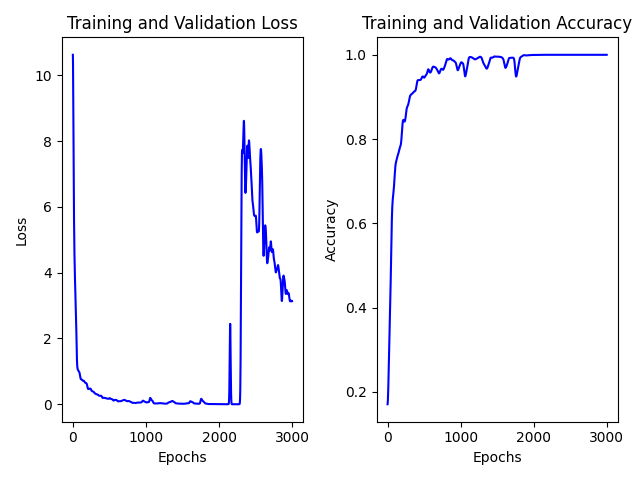 Training and Validation Loss
10
8
6
4
2
0
Loss
0 1000 2000 3000
Epochs
Training and Validation Accuracy
1.0
0.8
0.6
0.4
0.2
Accuracy
0 1000 2000 3000
Epochs